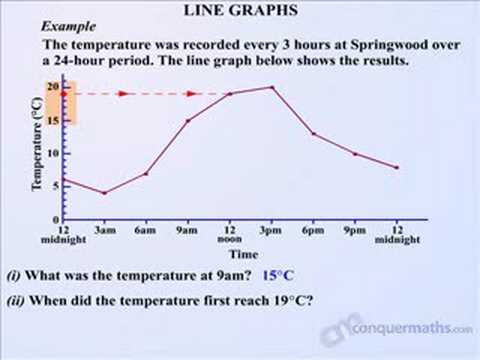 LINE GRAPHS
Example
The temperature was recorded every 3 hours at Springwood over
a 24-hour period. The line graph below shows the results.
Temperature (°C)
20
15
10
5
0
12 midnight
3am
6am
9am
12 noon
3pm
6pm
9pm
12 midnight
Time
(i) What was the temperature at 9am? 15°C
(ii) When did the temperature first reach 19°C?
conquermaths.com